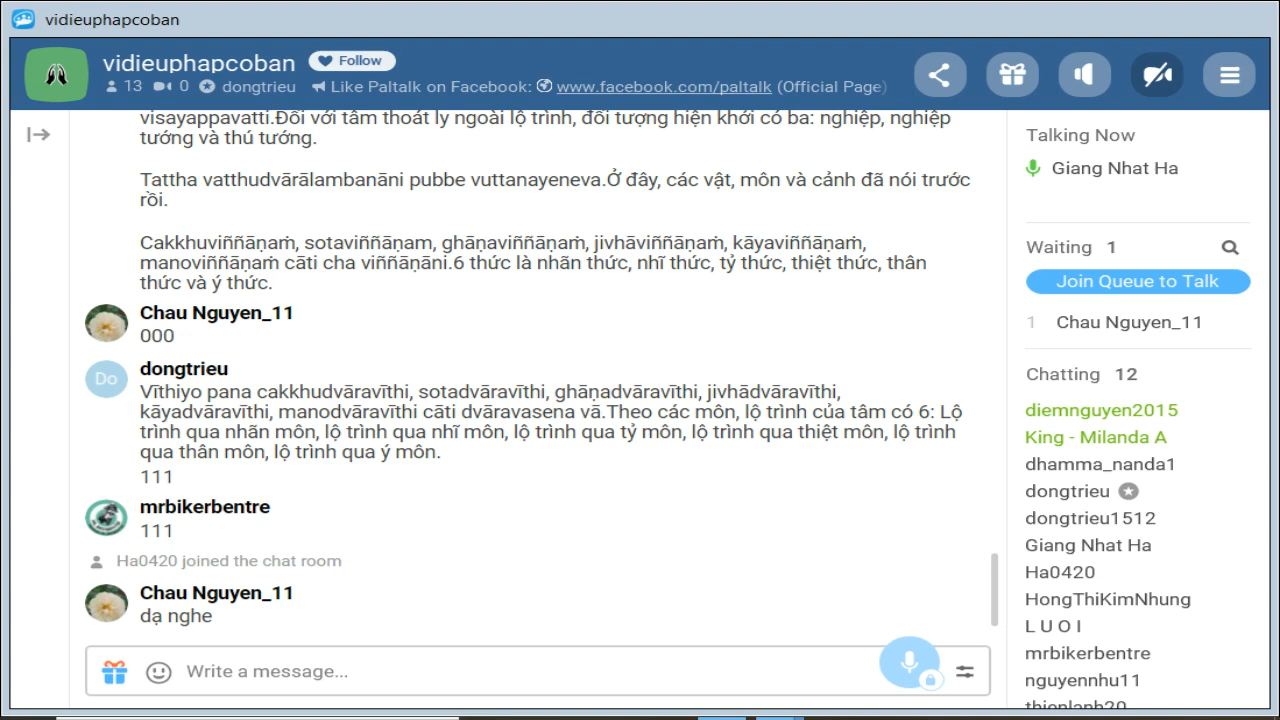 vidieuphapcoban
vidieuphapcoban Follow
13 0 dongtrieu Like Paltalk on Facebook: www.facebook.com/paltalk (Official Page)
visayappavatti.Đối với tâm thoát ly ngoài lộ trình, đối tượng hiện khởi có ba: nghiệp, nghiệp
tướng và thú tướng.
Tattha vatthudvārālambanāni pubbe vuttanayeneva.Ở đây, các vật, môn và cảnh đã nói trước
rồi.
Cakkhuviññāṇaṁ, sotaviññāṇam, ghāṇaviññāṇaṁ, jivhāviññāṇaṁ, kāyaviññāṇaṁ,
manoviññāṇaṁ cāti cha viññāṇāni.6 thức là nhãn thức, nhĩ thức, tỷ thức, thiệt thức, thân
thức và ý thức.
Chau Nguyen_11
000
Do
dongtrieu
Vīthiyo pana cakkhudvāravīthi, sotadvāravīthi, ghāṇadvāravīthi, jivhādvāravīthi,
kāyadvāravīthi, manodvāravīthi cāti dvāravasena vā.Theo các môn, lộ trình của tâm có 6: Lộ
trình qua nhãn môn, lộ trình qua nhĩ môn, lộ trình qua tỷ môn, lộ trình qua thiệt môn, lộ trình
qua thân môn, lộ trình qua ý môn.
111
mrbikerbentre
111
Ha0420 joined the chat room
Chau Nguyen_11
dạ nghe
Write a message...
Talking Now
Giang Nhat Ha
Waiting 1
Join Queue to Talk
1 Chau Nguyen_11
Chatting 12
diemnguyen2015
King - Milanda A
dhamma_nanda1
dongtrieu
dongtrieu1512
Giang Nhat Ha
Ha0420
HongThiKimNhung
L U O I
mrbikerbentre
nguyennhu11
thienlanh20